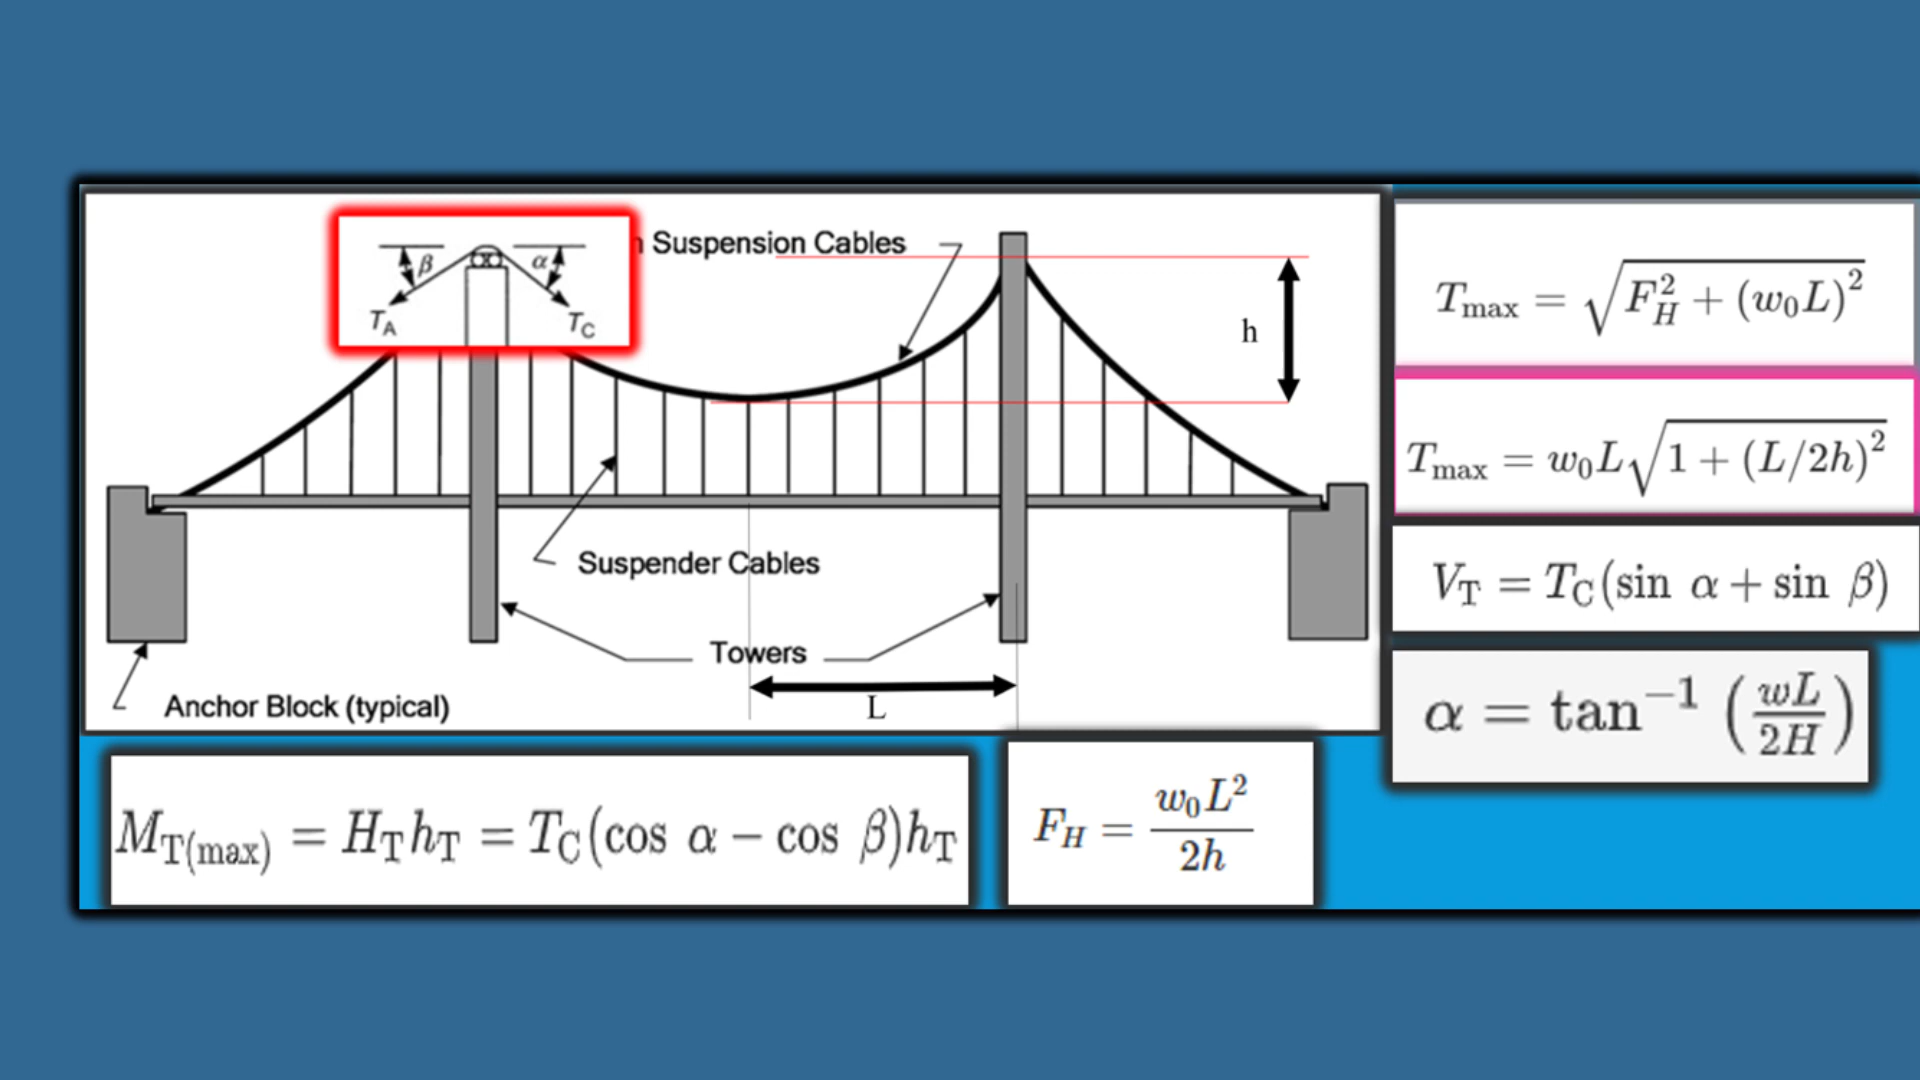 β
α
T_A
T_C
Suspension Cables
h
Suspender Cables
Towers
L
Anchor Block (typical)
T_max = √(F_H² + (w₀L)²)
T_max = w₀L√(1 + (L/2h)²)
V_T = T_C(sin α + sin β)
α = tan⁻¹ (wL/2H)
M_T(max) = H_T h_T = T_C(cos α − cos β)h_T
F_H = w₀L²/2h